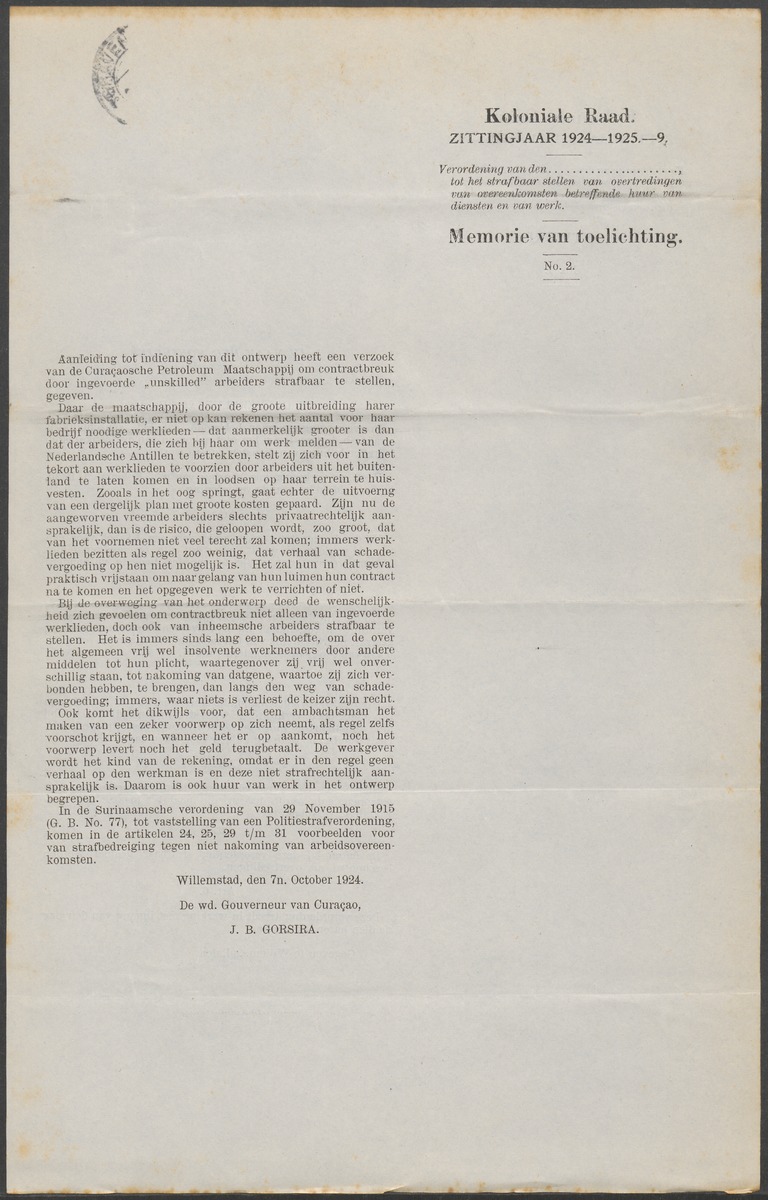 Koloniale Raad.
ZITTINGJAAR 1924—1925.—9.
Verordening van den......................,
tot het strafbaar stellen van overtredingen
van overeenkomsten betreffende huur van
diensten en van werk.
Memorie van toelichting.
No. 2.
Aanleiding tot indiening van dit ontwerp heeft een verzoek
van de Curaçaosche Petroleum Maatschappij om contractbreuk
door ingevoerde „unskilled” arbeiders strafbaar te stellen,
gegeven.
Daar de maatschappij, door de groote uitbreiding harer
fabrieksinstallatie, er niet op kan rekenen het aantal voor haar
bedrijf noodige werklieden — dat aanmerkelijk grooter is dan
dat der arbeiders, die zich bij haar om werk melden — van de
Nederlandsche Antillen te betrekken, stelt zij zich voor in het
tekort aan werklieden te voorzien door arbeiders uit het buiten-
land te laten komen en in loodsen op haar terrein te huis-
vesten. Zooals in het oog springt, gaat echter de uitvoerng
van een dergelijk plan met groote kosten gepaard. Zijn nu de
aangeworven vreemde arbeiders slechts privaatrechtelijk aan-
sprakelijk, dan is de risico, die geloopen wordt, zoo groot, dat
van het voornemen niet veel terecht zal komen; immers werk-
lieden bezitten als regel zoo weinig, dat verhaal van schade-
vergoeding op hen niet mogelijk is. Het zal hun in dat geval
praktisch vrijstaan om naar gelang van hun luimen hun contract
na te komen en het opgegeven werk te verrichten of niet.
Bij de overweging van het onderwerp deed de wenschelijk-
heid zich gevoelen om contractbreuk niet alleen van ingevoerde
werklieden, doch ook van inheemsche arbeiders strafbaar te
stellen. Het is immers sinds lang een behoefte, om de over
het algemeen vrij wel insolvente werknemers door andere
middelen tot hun plicht, waartegenover zij vrij wel onver-
schillig staan, tot nakoming van datgene, waartoe zij zich ver-
bonden hebben, te brengen, dan langs den weg van schade-
vergoeding; immers, waar niets is verliest de keizer zijn recht.
Ook komt het dikwijls voor, dat een ambachtsman het
maken van een zeker voorwerp op zich neemt, als regel zelfs
voorschot krijgt, en wanneer het er op aankomt, noch het
voorwerp levert noch het geld terugbetaalt. De werkgever
wordt het kind van de rekening, omdat er in den regel geen
verhaal op den werkman is en deze niet strafrechtelijk aan-
sprakelijk is. Daarom is ook huur van werk in het ontwerp
begrepen.
In de Surinaamsche verordening van 29 November 1915
(G. B. No. 77), tot vaststelling van een Politiestrafverordening,
komen in de artikelen 24, 25, 29 t/m 31 voorbeelden voor
van strafbedreiging tegen niet nakoming van arbeidsovereen-
komsten.
Willemstad, den 7n. October 1924.
De wd. Gouverneur van Curaçao,
J. B. GORSIRA.